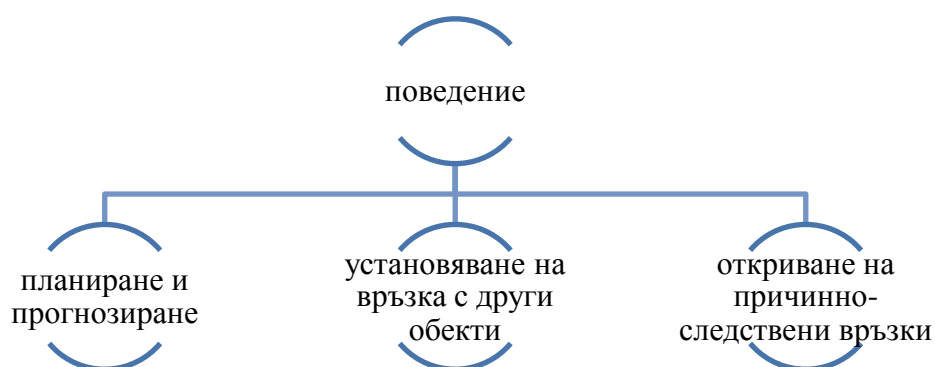 поведение
планиране и
прогнозиране
установяване на
връзка с други
обекти
откриване на
причинно-
следствени връзки